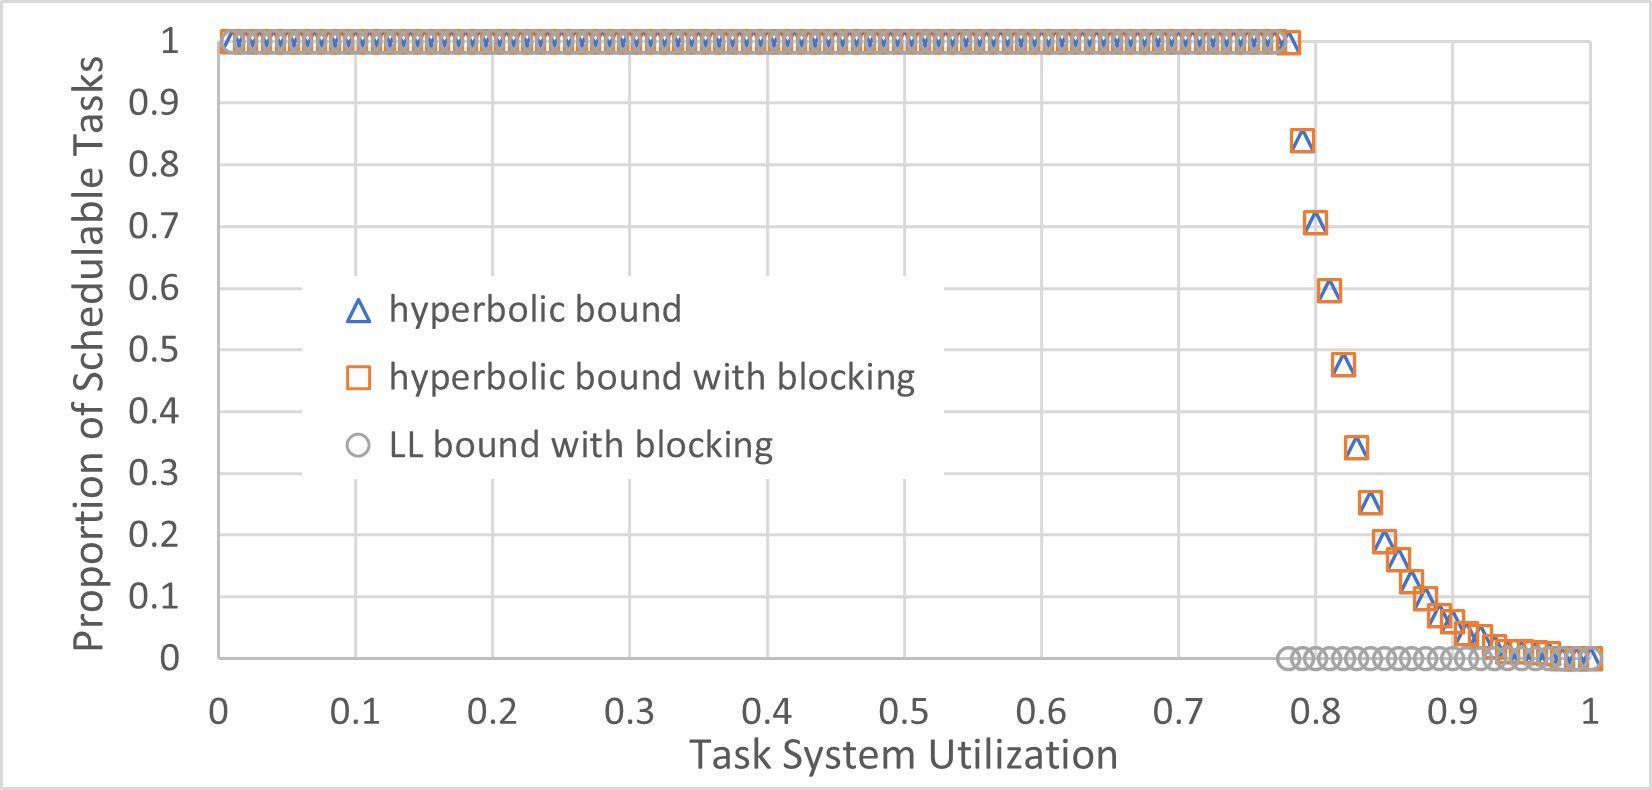 Proportion of Schedulable Tasks
1
0.9
0.8
0.7
0.6
0.5
0.4
0.3
0.2
0.1
0
hyperbolic bound
hyperbolic bound with blocking
LL bound with blocking
0 0.1 0.2 0.3 0.4 0.5 0.6 0.7 0.8 0.9 1
Task System Utilization